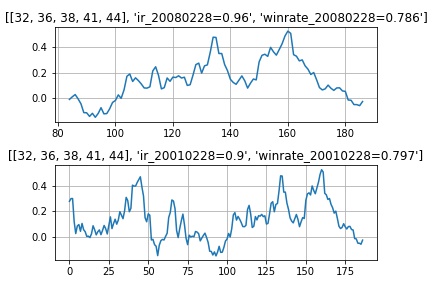 [[32, 36, 38, 41, 44], 'ir_20080228=0.96', 'winrate_20080228=0.786']
0.4
0.2
0.0
80 100 120 140 160 180
[[32, 36, 38, 41, 44], 'ir_20010228=0.9', 'winrate_20010228=0.797']
0.4
0.2
0.0
0 25 50 75 100 125 150 175